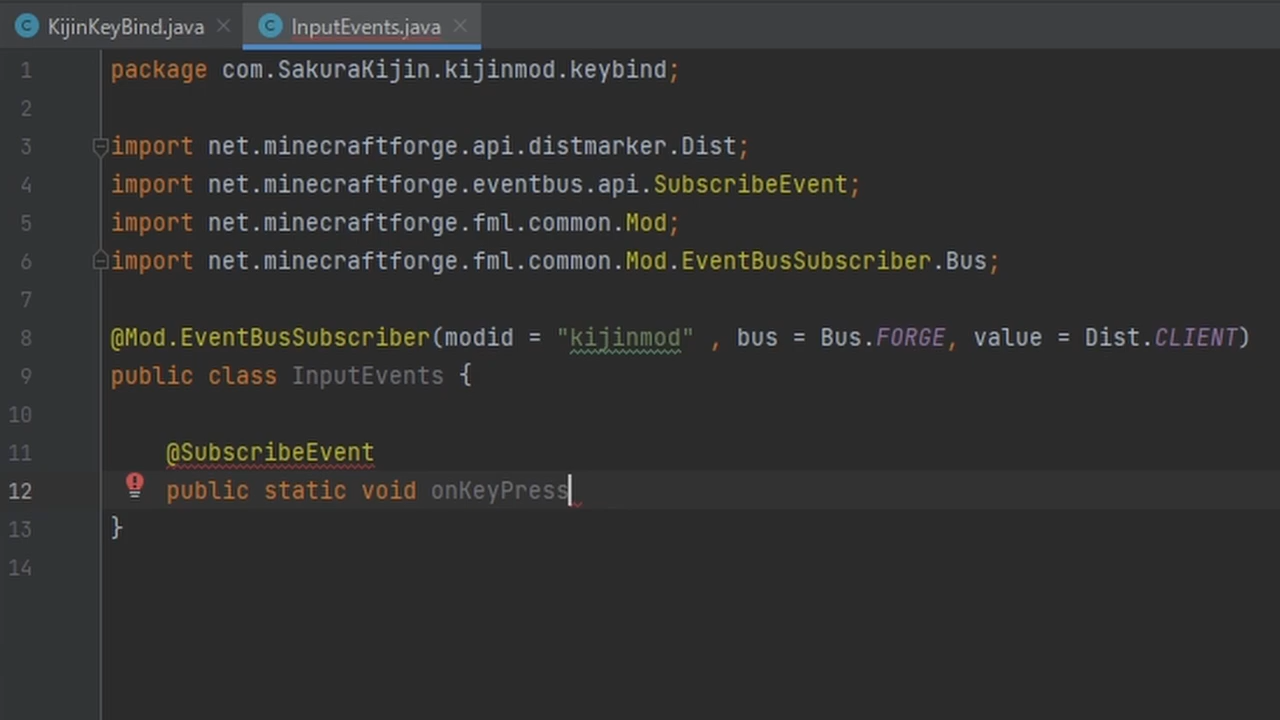 KijinKeyBind.java InputEvents.java
1 package com.SakuraKijin.kijinmod.keybind;
2
3 import net.minecraftforge.api.distmarker.Dist;
4 import net.minecraftforge.eventbus.api.SubscribeEvent;
5 import net.minecraftforge.fml.common.Mod;
6 import net.minecraftforge.fml.common.Mod.EventBusSubscriber.Bus;
7
8 @Mod.EventBusSubscriber(modid = "kijinmod" , bus = Bus.FORGE, value = Dist.CLIENT)
9 public class InputEvents {
10
11 @SubscribeEvent
12 public static void onKeyPress
13 }
14